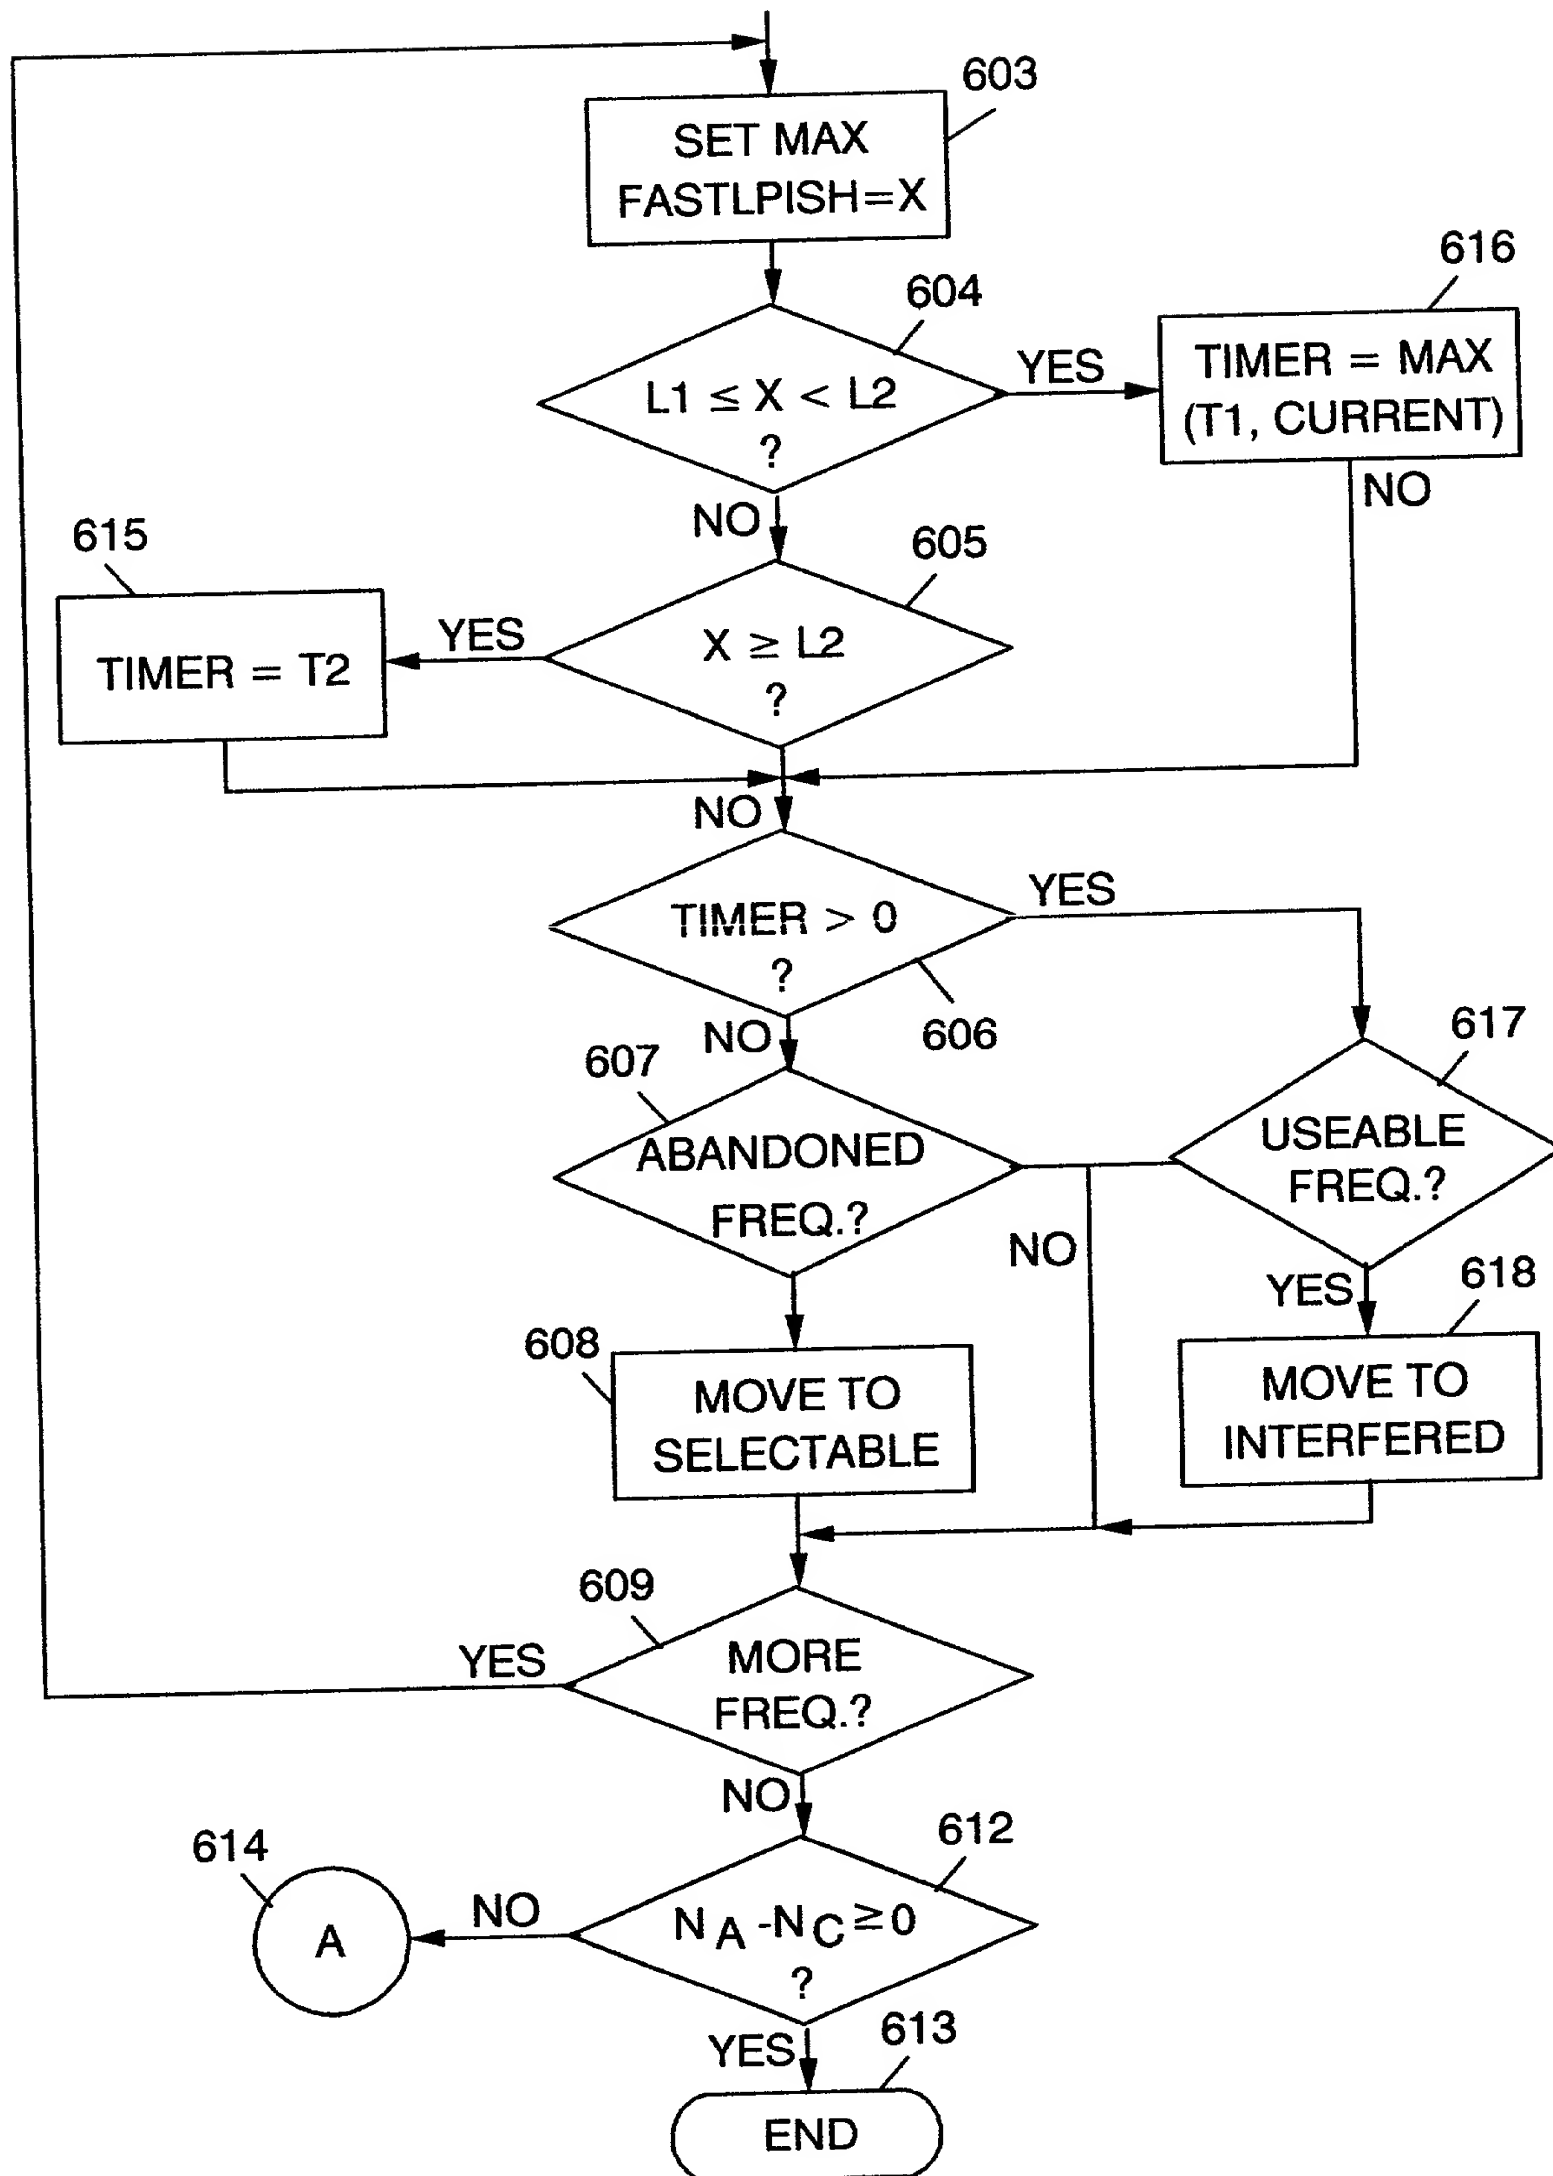 603
SET MAX
FASTLPISH=X
604
616
L1 ≤ X < L2
?
YES
TIMER = MAX
(T1, CURRENT)
NO
NO
615
605
TIMER = T2
YES
X ≥ L2
?
NO
TIMER > 0
?
YES
606
NO
607
617
ABANDONED
FREQ.?
USEABLE
FREQ.?
NO
YES
618
608
MOVE TO
SELECTABLE
MOVE TO
INTERFERED
609
YES
MORE
FREQ.?
NO
612
614
A
NO
N A -N C ≥0
?
YES
613
END